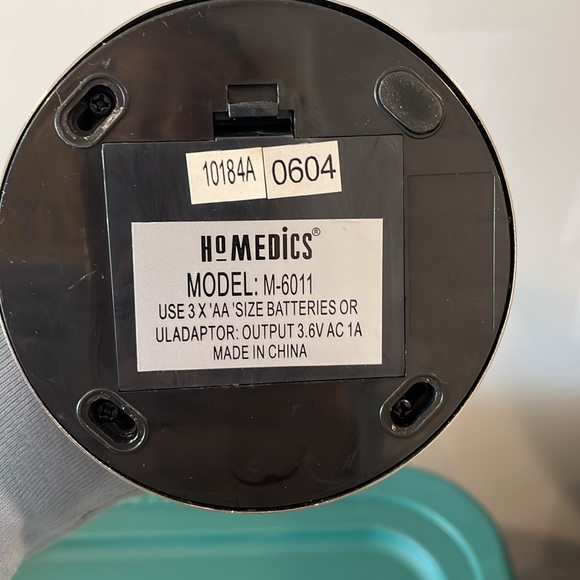 10184A 0604
HoMEDiCS®
MODEL: M-6011
USE 3 X 'AA 'SIZE BATTERIES OR
ULADAPTOR: OUTPUT 3.6V AC 1A
MADE IN CHINA